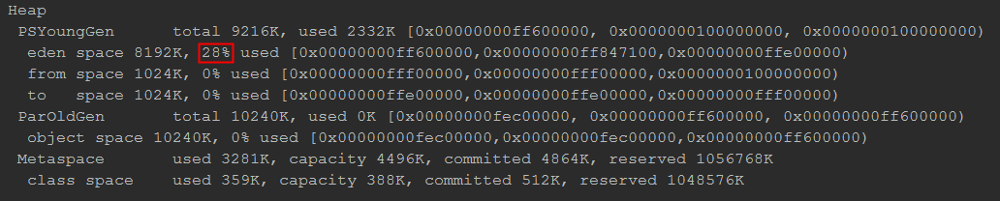 Heap
PSYoungGen total 9216K, used 2332K [0x00000000ff600000, 0x0000000100000000, 0x0000000100000000)
eden space 8192K, 28% used [0x00000000ff600000,0x00000000ff847100,0x00000000ffe00000)
from space 1024K, 0% used [0x00000000fff00000,0x00000000fff00000,0x0000000100000000)
to space 1024K, 0% used [0x00000000ffe00000,0x00000000ffe00000,0x00000000fff00000)
ParOldGen total 10240K, used 0K [0x00000000fec00000, 0x00000000ff600000, 0x00000000ff600000)
object space 10240K, 0% used [0x00000000fec00000,0x00000000fec00000,0x00000000ff600000)
Metaspace used 3281K, capacity 4496K, committed 4864K, reserved 1056768K
class space used 359K, capacity 388K, committed 512K, reserved 1048576K